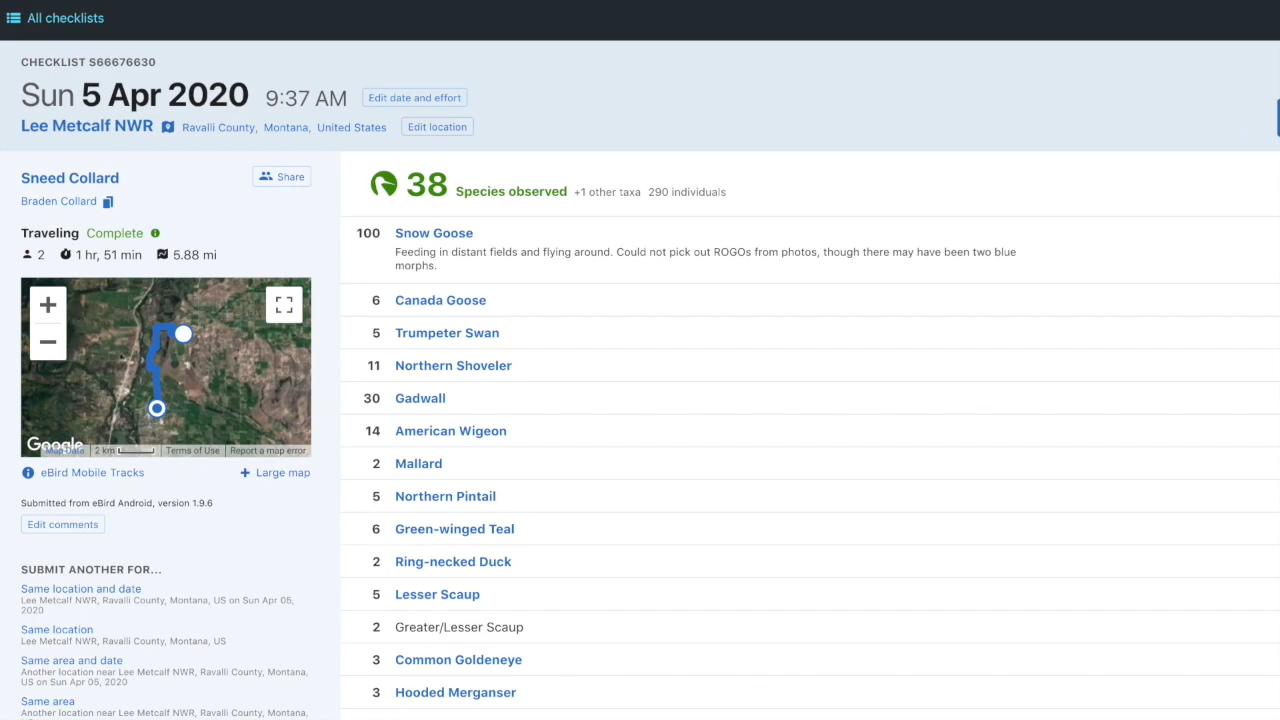 All checklists
CHECKLIST S66676630
Sun 5 Apr 2020 9:37 AM Edit date and effort
Lee Metcalf NWR Ravalli County, Montana, United States Edit location
Sneed Collard Share
Braden Collard
Traveling Complete
2 1 hr, 51 min 5.88 mi
+
−
Google
Map Data 2 km Terms of Use Report a map error
eBird Mobile Tracks + Large map
Submitted from eBird Android, version 1.9.6
Edit comments
SUBMIT ANOTHER FOR...
Same location and date
Lee Metcalf NWR, Ravalli County, Montana, US on Sun Apr 05,
2020
Same location
Lee Metcalf NWR, Ravalli County, Montana, US
Same area and date
Another location near Lee Metcalf NWR, Ravalli County, Montana,
US on Sun Apr 05, 2020
Same area
Another location near Lee Metcalf NWR, Ravalli County, Montana,
38 Species observed +1 other taxa 290 individuals
100 Snow Goose
Feeding in distant fields and flying around. Could not pick out ROGOs from photos, though there may have been two blue
morphs.
6 Canada Goose
5 Trumpeter Swan
11 Northern Shoveler
30 Gadwall
14 American Wigeon
2 Mallard
5 Northern Pintail
6 Green-winged Teal
2 Ring-necked Duck
5 Lesser Scaup
2 Greater/Lesser Scaup
3 Common Goldeneye
3 Hooded Merganser